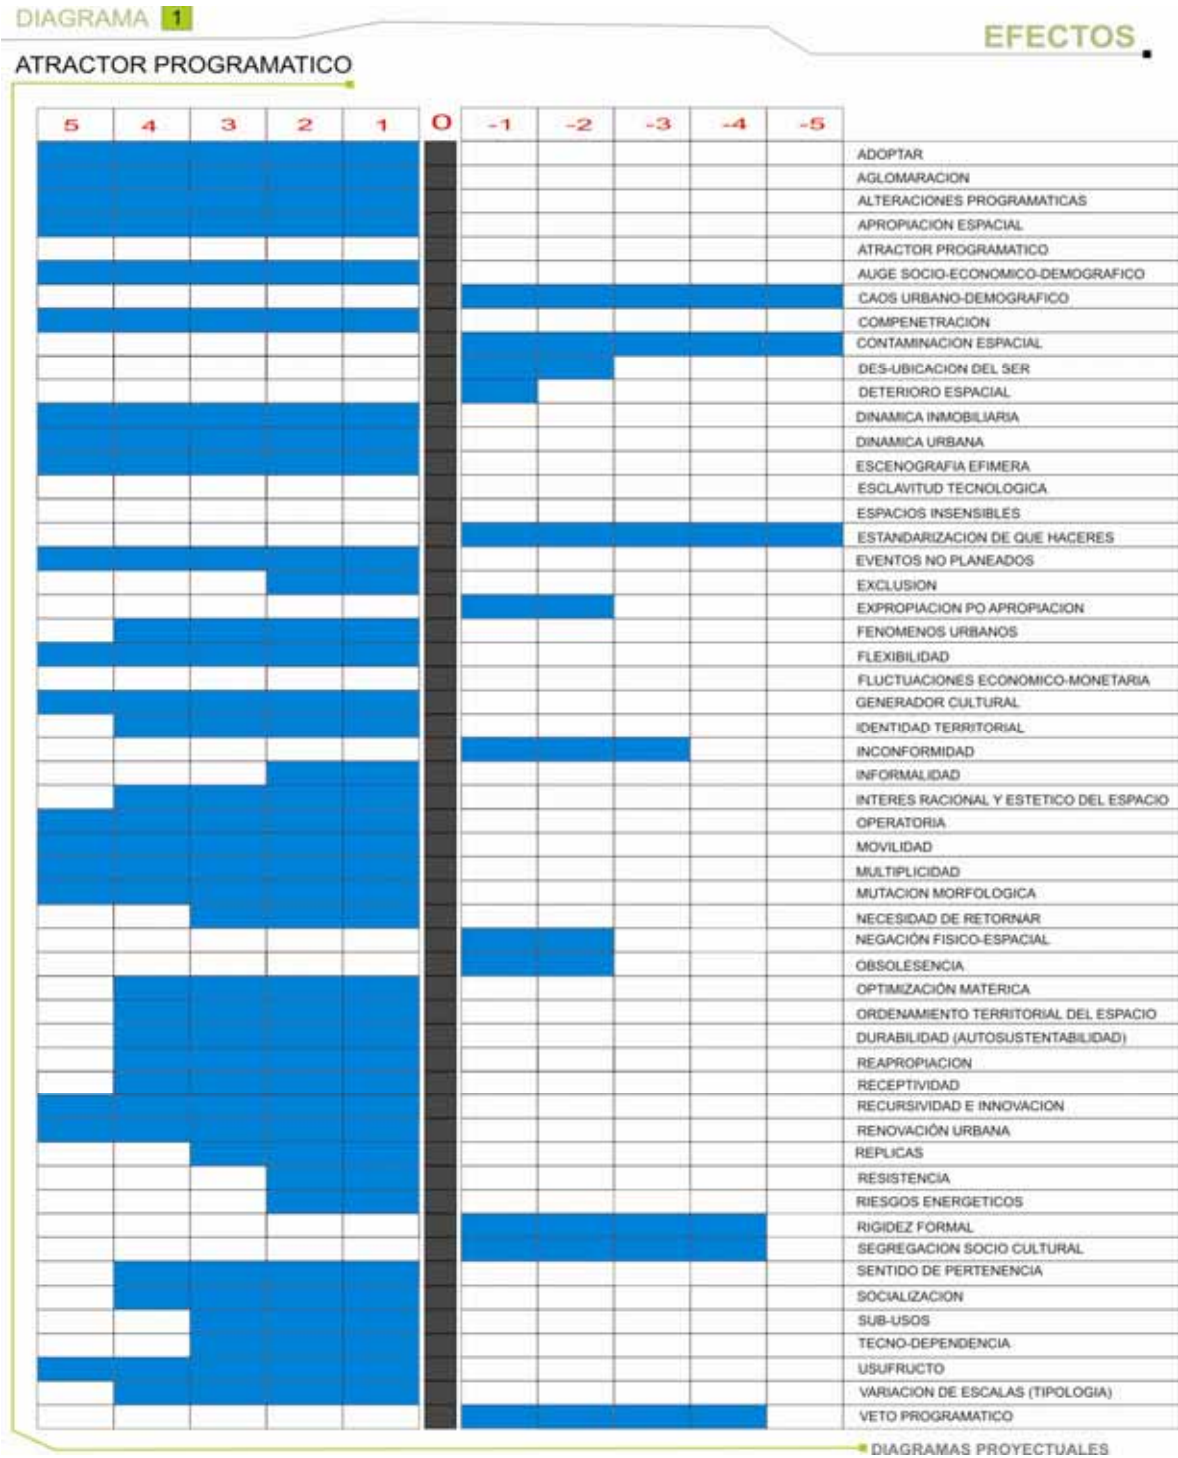 DIAGRAMA 1
EFECTOS
ATRACTOR PROGRAMATICO
5 4 3 2 1 O -1 -2 -3 -4 -5
ADOPTAR
AGLOMARACION
ALTERACIONES PROGRAMATICAS
APROPIACIÓN ESPACIAL
ATRACTOR PROGRAMATICO
AUGE SOCIO-ECONOMICO-DEMOGRAFICO
CAOS URBANO-DEMOGRAFICO
COMPENETRACIÓN
CONTAMINACION ESPACIAL
DES-UBICACION DEL SER
DETERIORO ESPACIAL
DINAMICA INMOBILIARIA
DINAMICA URBANA
ESCENOGRAFIA EFIMERA
ESCLAVITUD TECNOLOGICA
ESPACIOS INSENSIBLES
ESTANDARIZACION DE QUE HACERES
EVENTOS NO PLANEADOS
EXCLUSION
EXPROPIACION PO APROPIACION
FENOMENOS URBANOS
FLEXIBILIDAD
FLUCTUACIONES ECONOMICO-MONETARIA
GENERADOR CULTURAL
IDENTIDAD TERRITORIAL
INCONFORMIDAD
INFORMALIDAD
INTERES RACIONAL Y ESTETICO DEL ESPACIO
OPERATORIA
MOVILIDAD
MULTIPLICIDAD
MUTACION MORFOLOGICA
NECESIDAD DE RETORNAR
NEGACIÓN FISICO-ESPACIAL
OBSOLESENCIA
OPTIMIZACIÓN MATERICA
ORDENAMIENTO TERRITORIAL DEL ESPACIO
DURABILIDAD (AUTOSUSTENTABILIDAD)
REAPROPIACION
RECEPTIVIDAD
RECURSIVIDAD E INNOVACION
RENOVACIÓN URBANA
REPLICAS
RESISTENCIA
RIESGOS ENERGETICOS
RIGIDEZ FORMAL
SEGREGACION SOCIO CULTURAL
SENTIDO DE PERTENENCIA
SOCIALIZACION
SUB-USOS
TECNO-DEPENDENCIA
USUFRUCTO
VARIACION DE ESCALAS (TIPOLOGIA)
VETO PROGRAMATICO
DIAGRAMAS PROYECTUALES